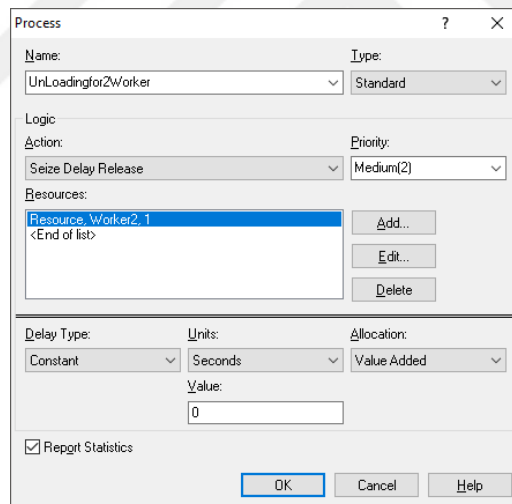 Process ? ×
Name: Type:
UnLoadingfor2Worker Standard
Logic
Action: Priority:
Seize Delay Release Medium(2)
Resources:
Resource, Worker2, 1
<End of list>
Add...
Edit...
Delete
Delay Type: Units: Allocation:
Constant Seconds Value Added
Value:
0
Report Statistics
OK Cancel Help